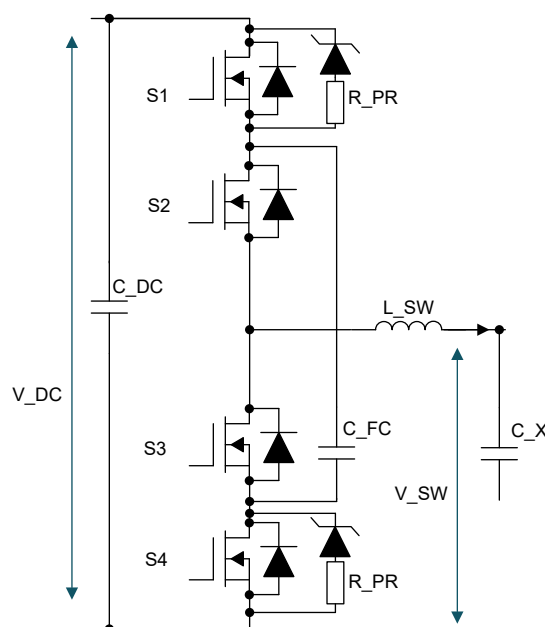 S1
R_PR
S2
C_DC
L_SW
V_DC
C_FC
C_X
S3
V_SW
S4
R_PR